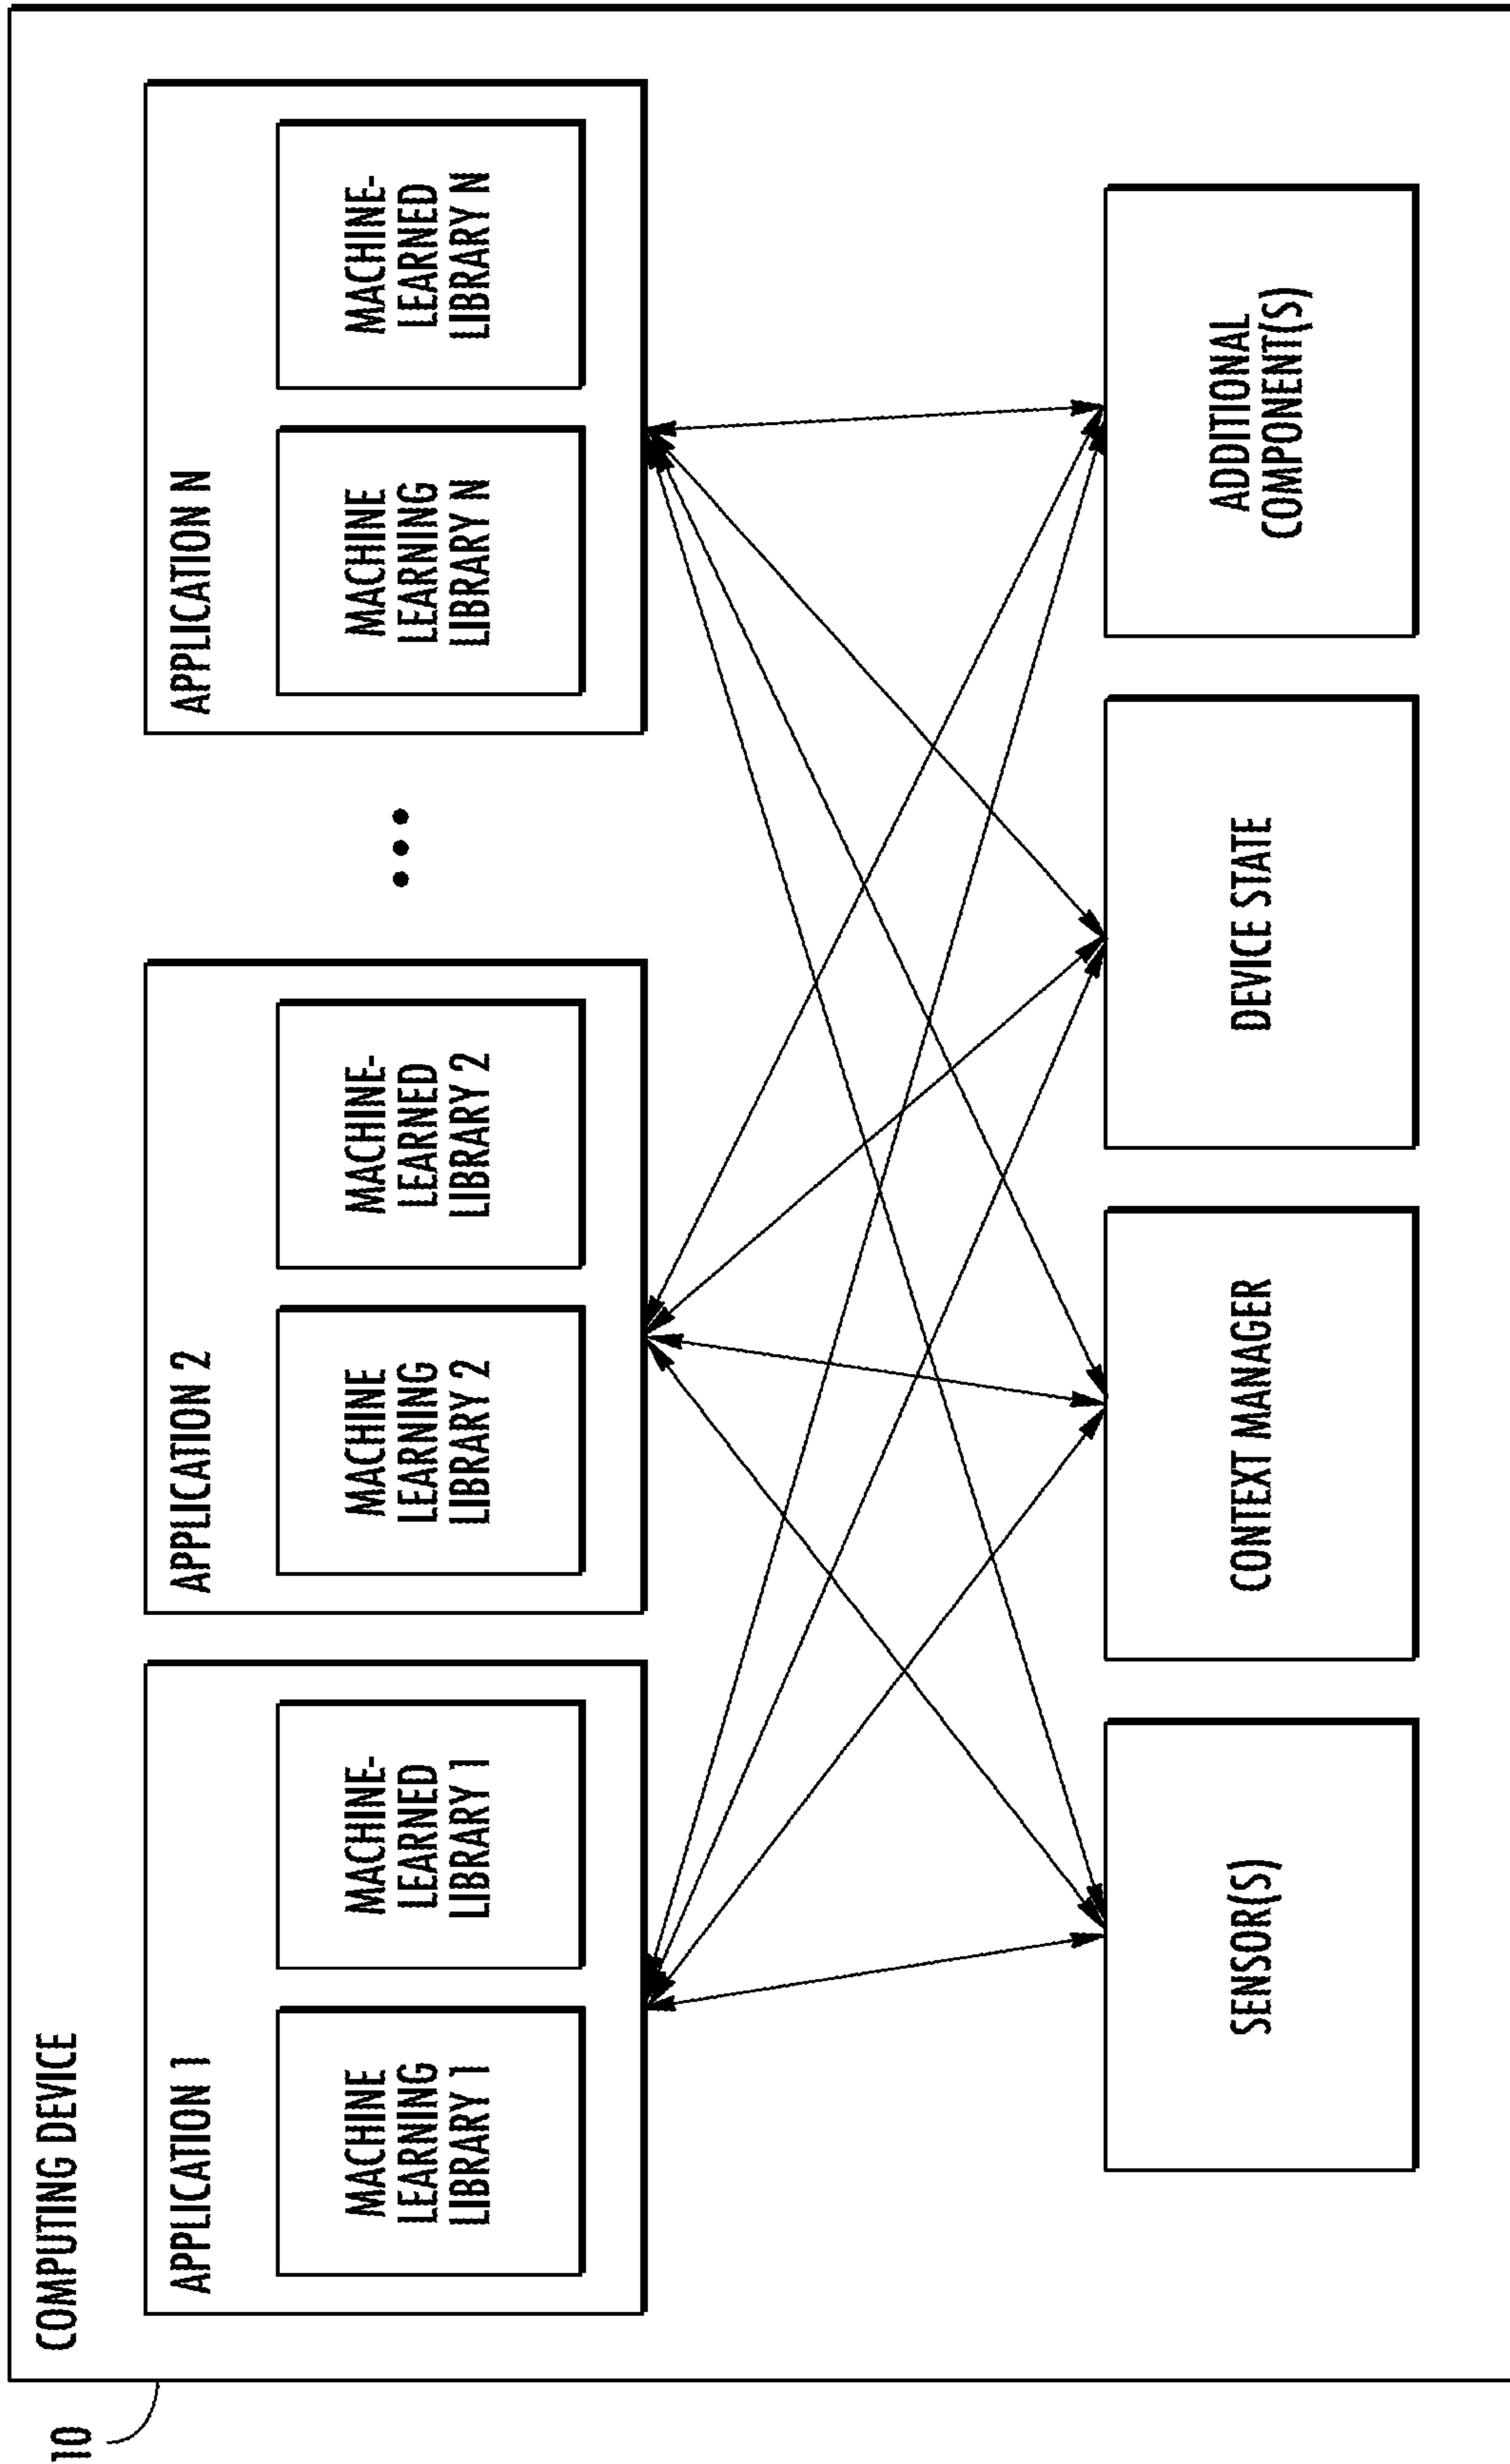 10
COMPUTING DEVICE
APPLICATION 1
MACHINE
LEARNING
LIBRARY 1
MACHINE-
LEARNED
LIBRARY 1
APPLICATION 2
MACHINE
LEARNING
LIBRARY 2
MACHINE-
LEARNED
LIBRARY 2
APPLICATION N
MACHINE
LEARNING
LIBRARY N
MACHINE-
LEARNED
LIBRARY N
SENSOR(S)
CONTEXT MANAGER
DEVICE STATE
ADDITIONAL
COMPONENT(S)